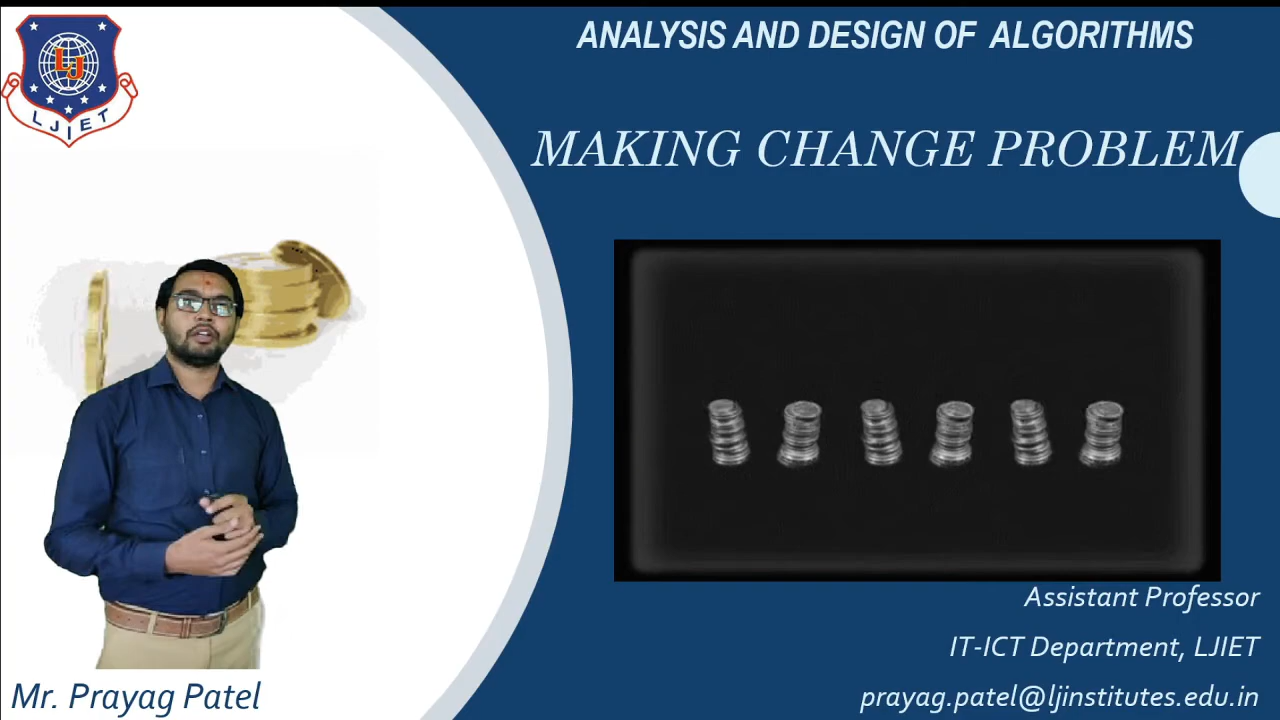 LJ
LJIET
ANALYSIS AND DESIGN OF ALGORITHMS
MAKING CHANGE PROBLEM
Assistant Professor
IT-ICT Department, LJIET
prayag.patel@ljinstitutes.edu.in
Mr. Prayag Patel